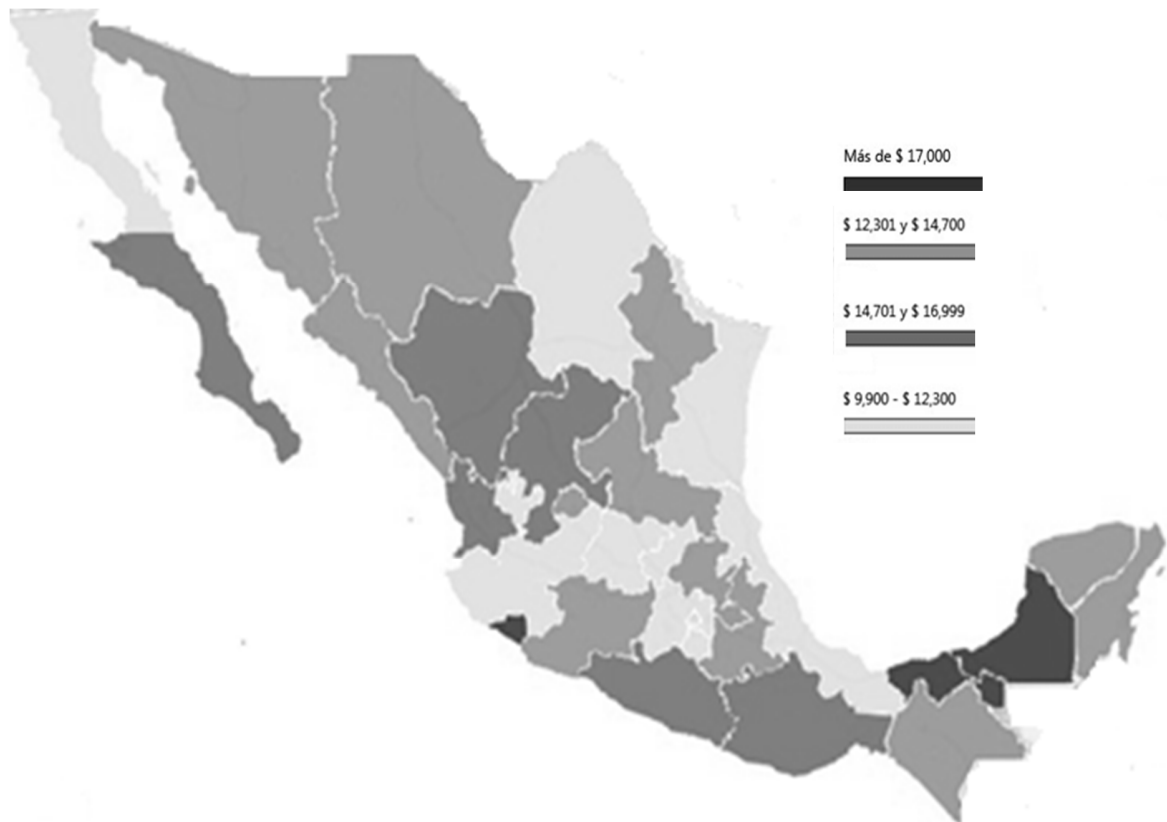 Más de $ 17,000
$ 12,301 y $ 14,700
$ 14,701 y $ 16,999
$ 9,900 - $ 12,300